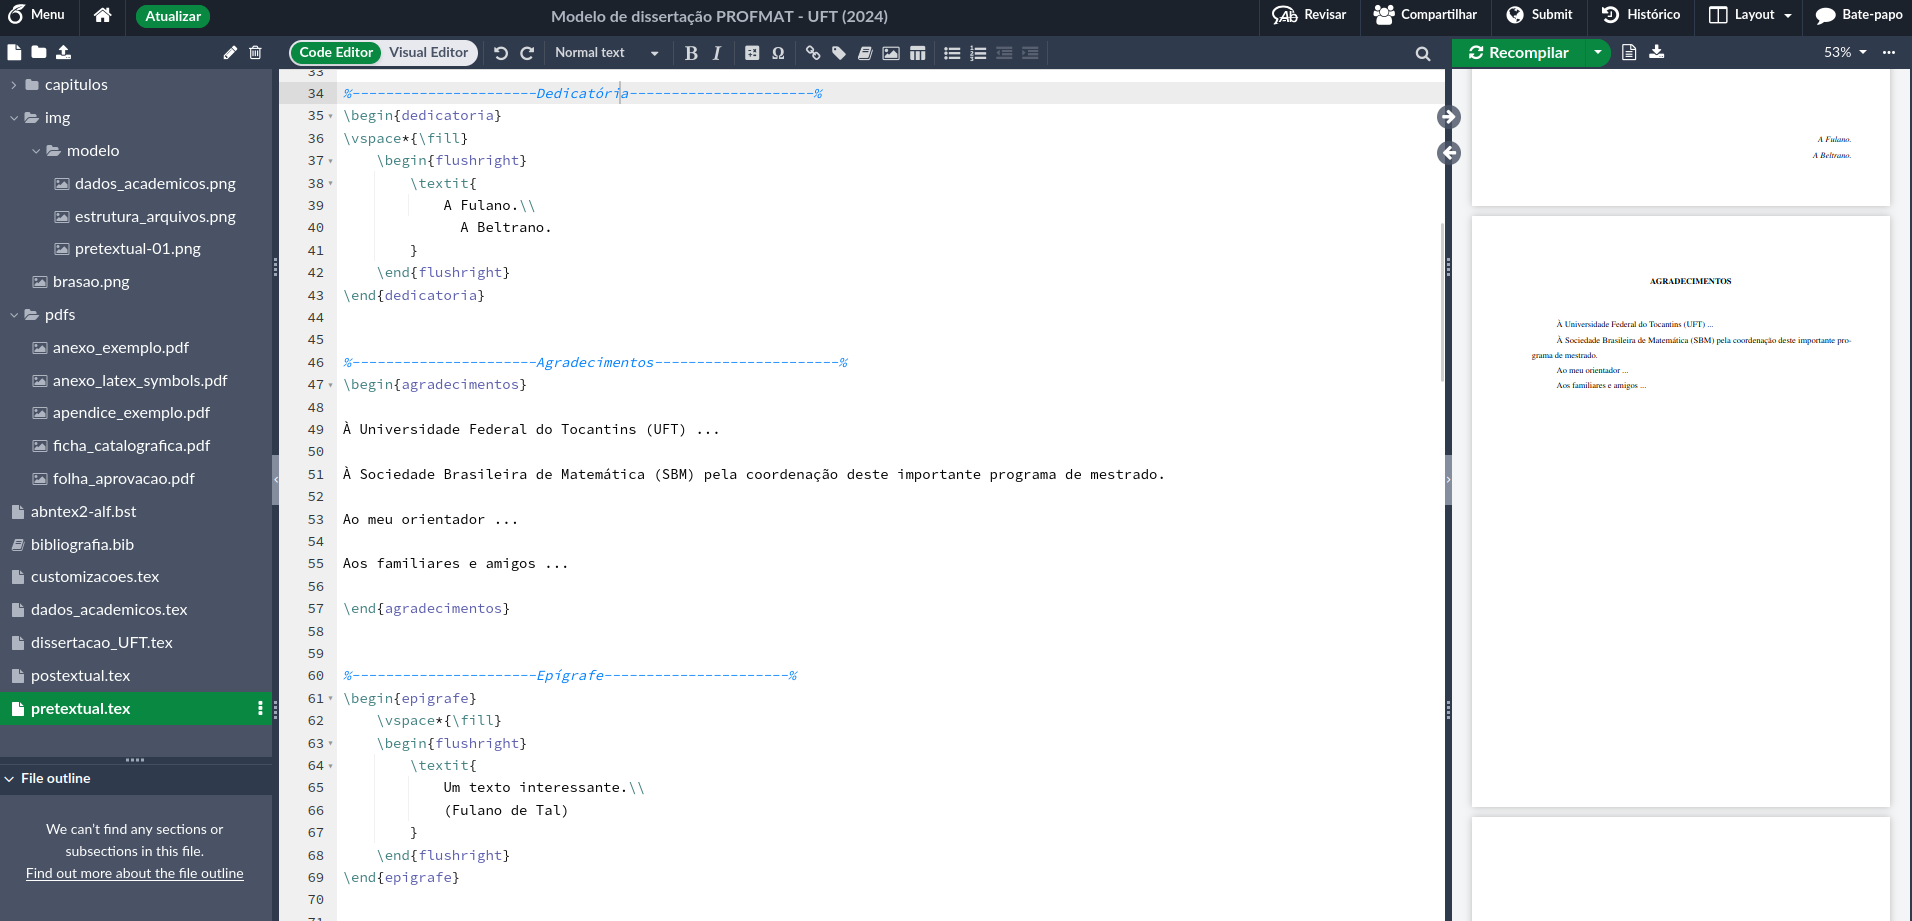 Menu
Atualizar
Modelo de dissertação PROFMAT - UFT (2024)
Revisar
Compartilhar
Submit
Histórico
Layout
Bate-papo
Code Editor
Visual Editor
Normal text
B I Ω
Recompilar
53%
capitulos
img
modelo
dados_academicos.png
estrutura_arquivos.png
pretextual-01.png
brasao.png
pdfs
anexo_exemplo.pdf
anexo_latex_symbols.pdf
apendice_exemplo.pdf
ficha_catalografica.pdf
folha_aprovacao.pdf
abntex2-alf.bst
bibliografia.bib
customizacoes.tex
dados_academicos.tex
dissertacao_UFT.tex
postextual.tex
pretextual.tex
File outline
We can't find any sections or
subsections in this file.
Find out more about the file outline
33
34 %----------------------Dedicatória----------------------%
35 \begin{dedicatoria}
36 \vspace*{\fill}
37 \begin{flushright}
38 \textit{
39 A Fulano.\\
40 A Beltrano.
41 }
42 \end{flushright}
43 \end{dedicatoria}
44
45
46 %----------------------Agradecimentos----------------------%
47 \begin{agradecimentos}
48
49 À Universidade Federal do Tocantins (UFT) ...
50
51 À Sociedade Brasileira de Matemática (SBM) pela coordenação deste importante programa de mestrado.
52
53 Ao meu orientador ...
54
55 Aos familiares e amigos ...
56
57 \end{agradecimentos}
58
59
60 %----------------------Epígrafe----------------------%
61 \begin{epigrafe}
62 \vspace*{\fill}
63 \begin{flushright}
64 \textit{
65 Um texto interessante.\\
66 (Fulano de Tal)
67 }
68 \end{flushright}
69 \end{epigrafe}
70
71
A Fulano.
A Beltrano.
AGRADECIMENTOS
À Universidade Federal do Tocantins (UFT) ...
À Sociedade Brasileira de Matemática (SBM) pela coordenação deste importante pro-
grama de mestrado.
Ao meu orientador ...
Aos familiares e amigos ...